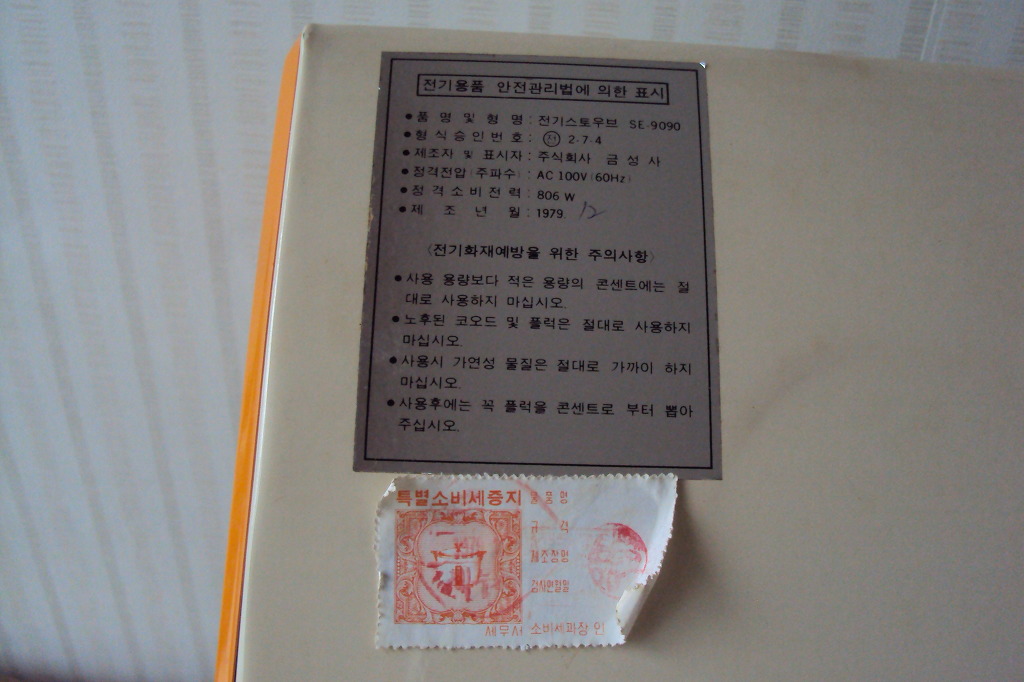 전기용품 안전관리법에 의한 표시
● 품 명 및 형 명 : 전기스토우브 SE-9090
● 형 식 승 인 번 호 : 전 2-7-4
● 제조자 및 표시자 : 주식회사 금 성 사
● 정격전압 (주파수) : AC 100V (60Hz)
● 정 격 소 비 전 력 : 806 W
● 제 조 년 월 : 1979. 12
〈전기화재예방을 위한 주의사항〉
● 사용 용량보다 적은 용량의 콘센트에는 절
대로 사용하지 마십시오.
● 노후된 코오드 및 플럭은 절대로 사용하지
마십시오.
● 사용시 가연성 물질은 절대로 가까이 하지
마십시오.
● 사용후에는 꼭 플럭을 콘센트로 부터 뽑아
주십시오.
특별소비세증지
물품명
규 격
제조장명
세무서 소비세과장 인